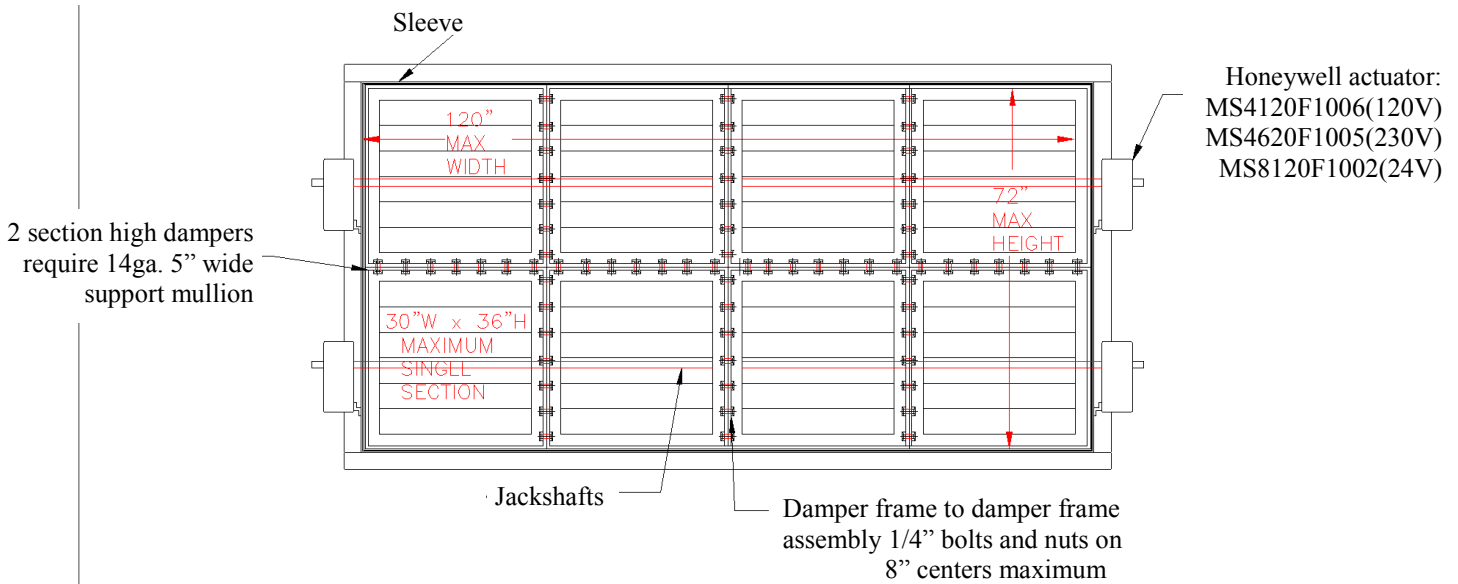 Sleeve
Honeywell actuator:
MS4120F1006(120V)
MS4620F1005(230V)
MS8120F1002(24V)
120”
MAX
WIDTH
72”
MAX
HEIGHT
2 section high dampers
require 14ga. 5” wide
support mullion
30”W x 36”H
MAXIMUM
SINGLE
SECTION
Jackshafts
Damper frame to damper frame
assembly 1/4” bolts and nuts on
8” centers maximum